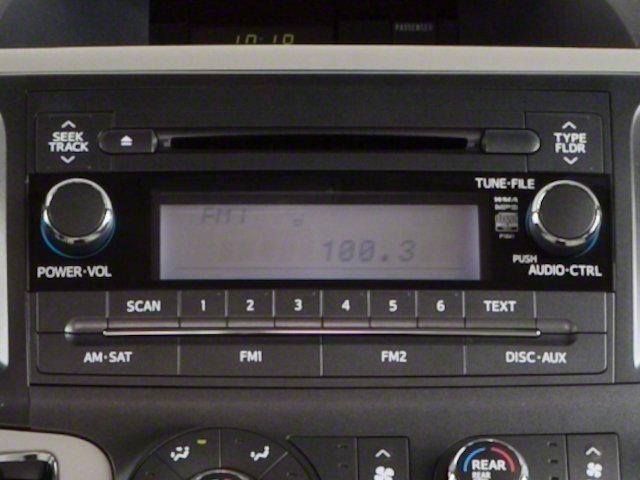 10:19
PASSENGER
SEEK TRACK
TYPE FLDR
TUNE·FILE
FM1
100.3
POWER·VOL
PUSH
AUDIO·CTRL
SCAN 1 2 3 4 5 6 TEXT
AM·SAT FM1 FM2 DISC·AUX
REAR